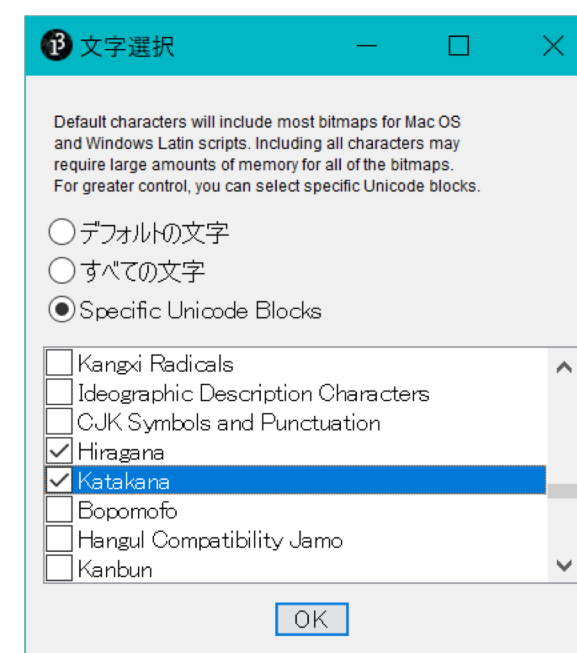 文字選択
Default characters will include most bitmaps for Mac OS
and Windows Latin scripts. Including all characters may
require large amounts of memory for all of the bitmaps.
For greater control, you can select specific Unicode blocks.
デフォルトの文字
すべての文字
Specific Unicode Blocks
Kangxi Radicals
Ideographic Description Characters
CJK Symbols and Punctuation
Hiragana
Katakana
Bopomofo
Hangul Compatibility Jamo
Kanbun
OK